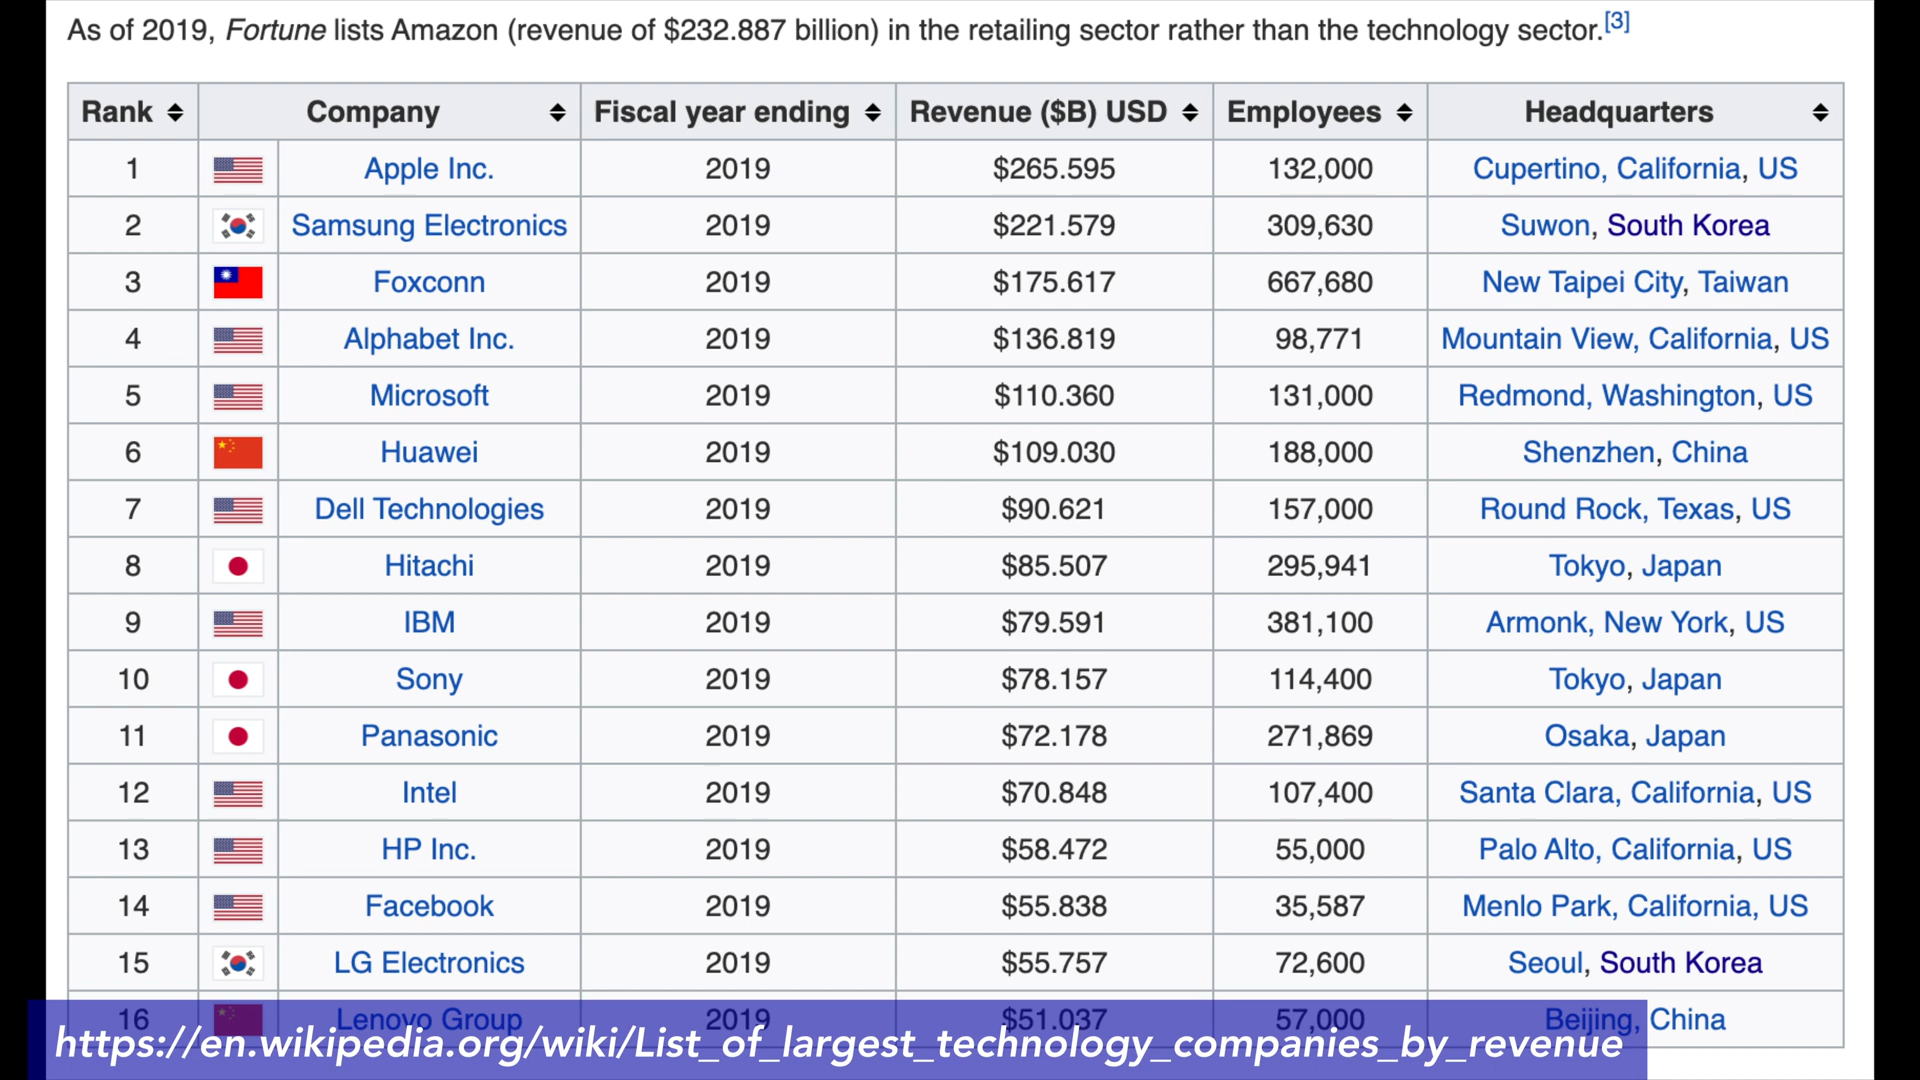 As of 2019, Fortune lists Amazon (revenue of $232.887 billion) in the retailing sector rather than the technology sector.[3]
Rank Company Fiscal year ending Revenue ($B) USD Employees Headquarters
1 Apple Inc. 2019 $265.595 132,000 Cupertino, California, US
2 Samsung Electronics 2019 $221.579 309,630 Suwon, South Korea
3 Foxconn 2019 $175.617 667,680 New Taipei City, Taiwan
4 Alphabet Inc. 2019 $136.819 98,771 Mountain View, California, US
5 Microsoft 2019 $110.360 131,000 Redmond, Washington, US
6 Huawei 2019 $109.030 188,000 Shenzhen, China
7 Dell Technologies 2019 $90.621 157,000 Round Rock, Texas, US
8 Hitachi 2019 $85.507 295,941 Tokyo, Japan
9 IBM 2019 $79.591 381,100 Armonk, New York, US
10 Sony 2019 $78.157 114,400 Tokyo, Japan
11 Panasonic 2019 $72.178 271,869 Osaka, Japan
12 Intel 2019 $70.848 107,400 Santa Clara, California, US
13 HP Inc. 2019 $58.472 55,000 Palo Alto, California, US
14 Facebook 2019 $55.838 35,587 Menlo Park, California, US
15 LG Electronics 2019 $55.757 72,600 Seoul, South Korea
16 Lenovo Group 2019 $51.037 57,000 Beijing, China
https://en.wikipedia.org/wiki/List_of_largest_technology_companies_by_revenue